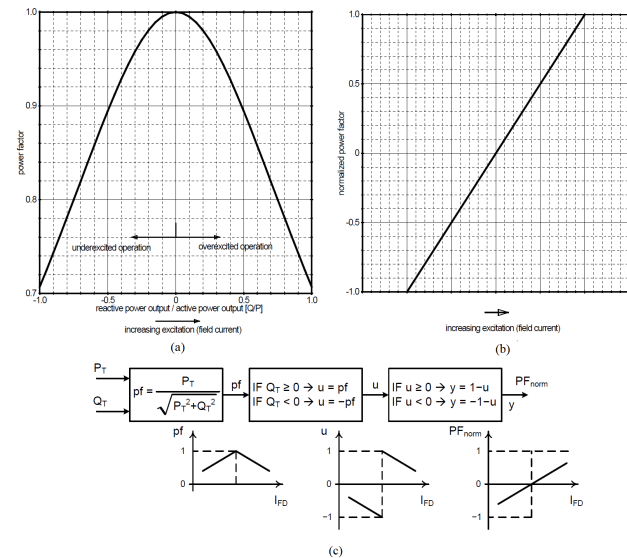 1.0
0.9
0.8
0.7
power factor
underexcited operation
overexcited operation
-1.0 -0.5 0 0.5 1.0
reactive power output / active power output [Q/P]
increasing excitation (field current)
(a)
1.0
0.5
0
-0.5
-1.0
normalized power factor
increasing excitation (field current)
(b)
P_T
Q_T
pf = P_T / √P_T² + Q_T²
pf
IF Q_T ≥ 0 → u = pf
IF Q_T < 0 → u = −pf
u
IF u ≥ 0 → y = 1−u
IF u < 0 → y = −1−u
PF_norm
y
pf
1
0
I_FD
u
1
0
−1
I_FD
PF_norm
1
0
−1
I_FD
(c)